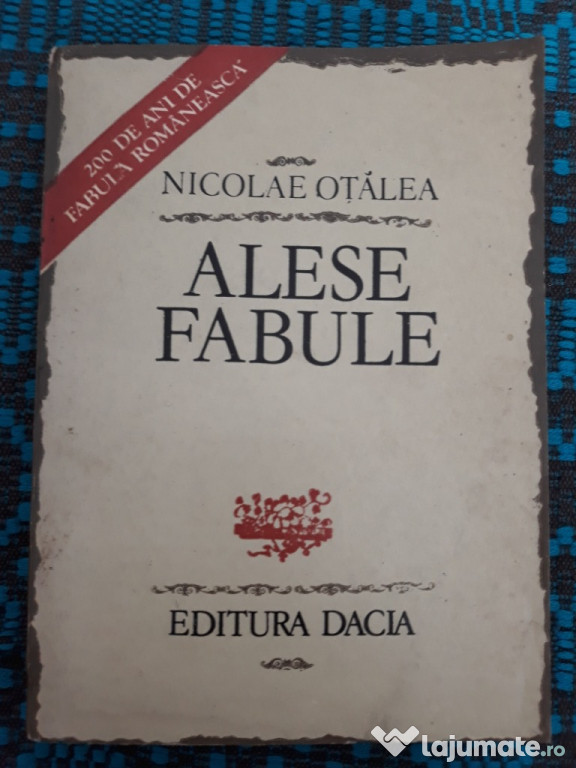 200 DE ANI DE
FABULĂ ROMÂNEASCĂ"
NICOLAE OȚĂLEA
ALESE
FABULE
EDITURA DACIA
lajumate.ro